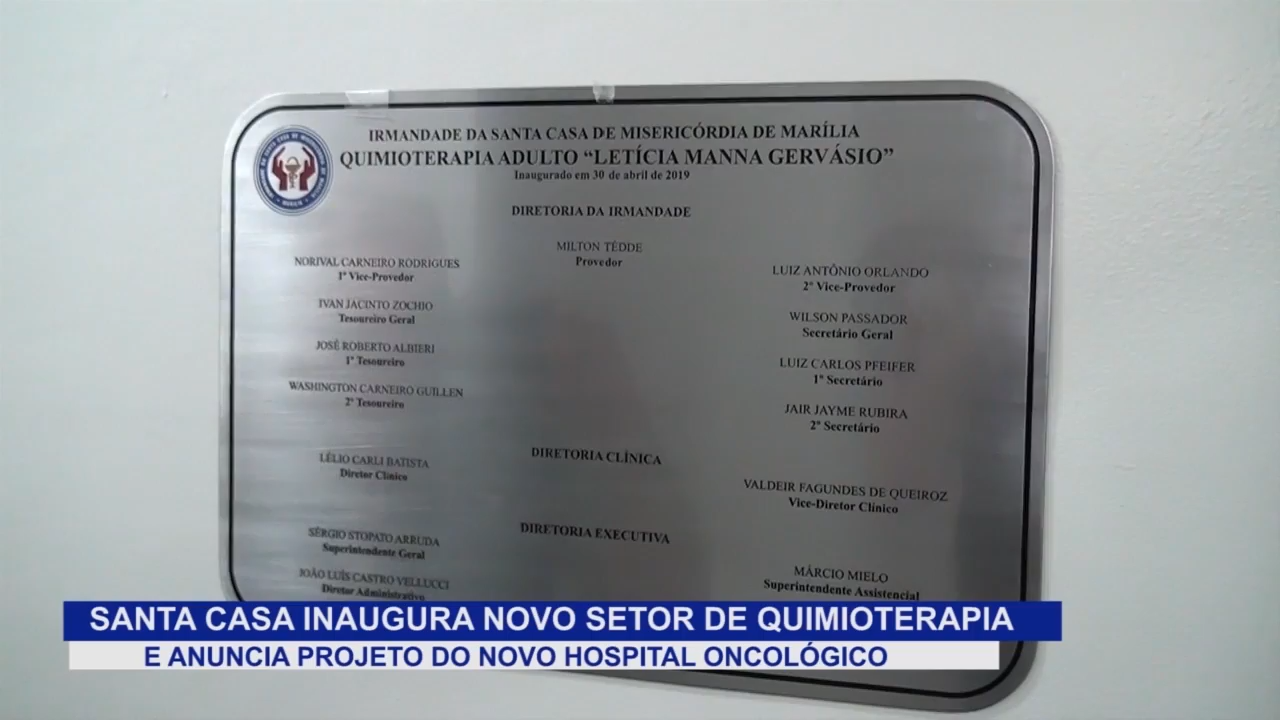 IRMANDADE DA SANTA CASA DE MISERICÓRDIA DE MARÍLIA
QUIMIOTERAPIA ADULTO “LETÍCIA MANNA GERVÁSIO”
Inaugurado em 30 de abril de 2019
DIRETORIA DA IRMANDADE
MILTON TÉDDE
Provedor
NORIVAL CARNEIRO RODRIGUES
1º Vice-Provedor
LUIZ ANTÔNIO ORLANDO
2º Vice-Provedor
IVAN JACINTO ZOCHIO
Tesoureiro Geral
WILSON PASSADOR
Secretário Geral
JOSÉ ROBERTO ALBIERI
1º Tesoureiro
LUIZ CARLOS PFEIFER
1º Secretário
WASHINGTON CARNEIRO GUILLEN
2º Tesoureiro
JAIR JAYME RUBIRA
2º Secretário
DIRETORIA CLÍNICA
LÉLIO CARLI BATISTA
Diretor Clínico
VALDEIR FAGUNDES DE QUEIROZ
Vice-Diretor Clínico
DIRETORIA EXECUTIVA
SÉRGIO STOPATO ARRUDA
Superintendente Geral
JOÃO LUÍS CASTRO VELLUCCI
Diretor Administrativo
MÁRCIO MIELO
Superintendente Assistencial
SANTA CASA INAUGURA NOVO SETOR DE QUIMIOTERAPIA
E ANUNCIA PROJETO DO NOVO HOSPITAL ONCOLÓGICO